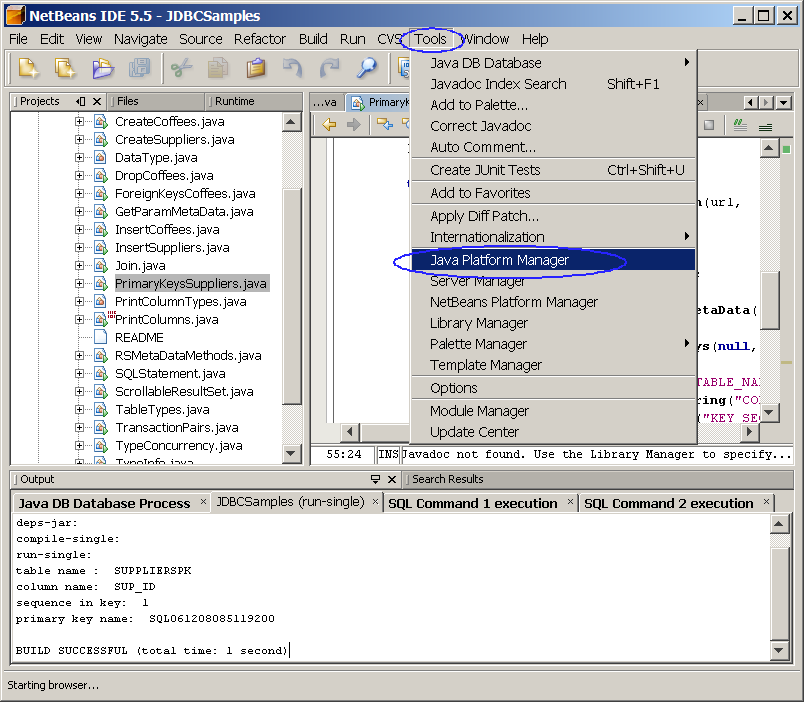 NetBeans IDE 5.5 - JDBCSamples
File Edit View Navigate Source Refactor Build Run CVS Tools Window Help
Projects
Files
Runtime
CreateCoffees.java
CreateSuppliers.java
DataType.java
DropCoffees.java
ForeignKeysCoffees.java
GetParamMetaData.java
InsertCoffees.java
InsertSuppliers.java
Join.java
PrimaryKeysSuppliers.java
PrintColumnTypes.java
PrintColumns.java
README
RSMetaDataMethods.java
SQLStatement.java
ScrollableResultSet.java
TableTypes.java
TransactionPairs.java
TypeConcurrency.java
TypeInfo.java
...va
PrimaryK
Java DB Database
Javadoc Index Search Shift+F1
Add to Palette...
Correct Javadoc
Auto Comment...
Create JUnit Tests Ctrl+Shift+U
Add to Favorites
Apply Diff Patch...
Internationalization
Java Platform Manager
Server Manager
NetBeans Platform Manager
Library Manager
Palette Manager
Template Manager
Options
Module Manager
Update Center
n(url,
etaData(
ys(null,
TABLE_NA
ring("CO
("KEY_SE
55:24 INS Javadoc not found. Use the Library Manager to specify...
Output
Search Results
Java DB Database Process
JDBCSamples (run-single)
SQL Command 1 execution
SQL Command 2 execution
deps-jar:
compile-single:
run-single:
table name : SUPPLIERSPK
column name: SUP_ID
sequence in key: 1
primary key name: SQL061208085119200
BUILD SUCCESSFUL (total time: 1 second)
Starting browser...